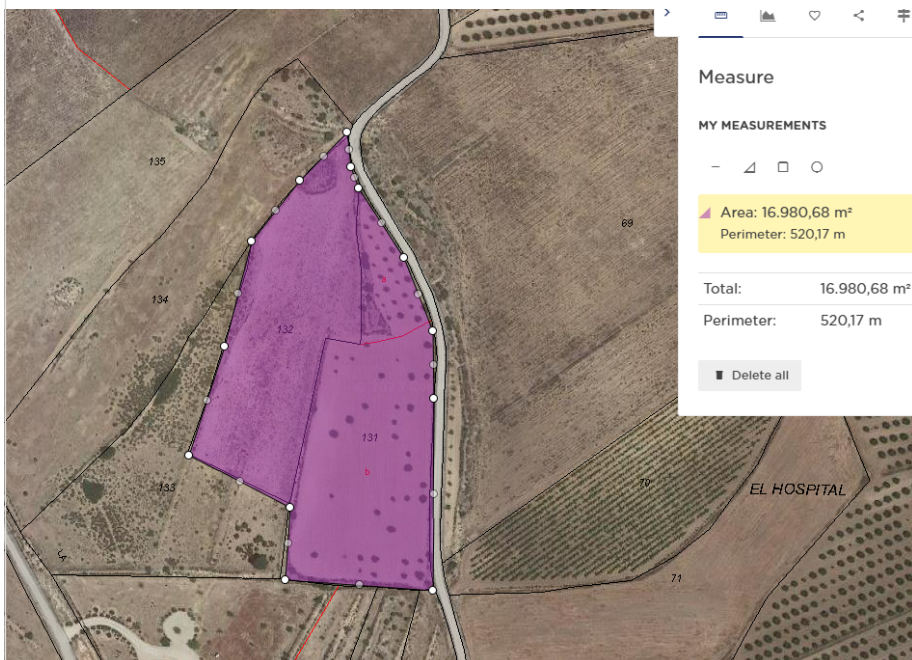 Measure
MY MEASUREMENTS
Area: 16.980,68 m²
Perimeter: 520,17 m
Total: 16.980,68 m²
Perimeter: 520,17 m
Delete all
135
69
134
a
132
131
b
133
70
EL HOSPITAL
71